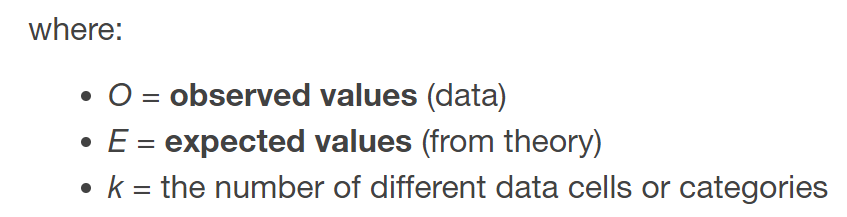 where:
• O = observed values (data)
• E = expected values (from theory)
• k = the number of different data cells or categories